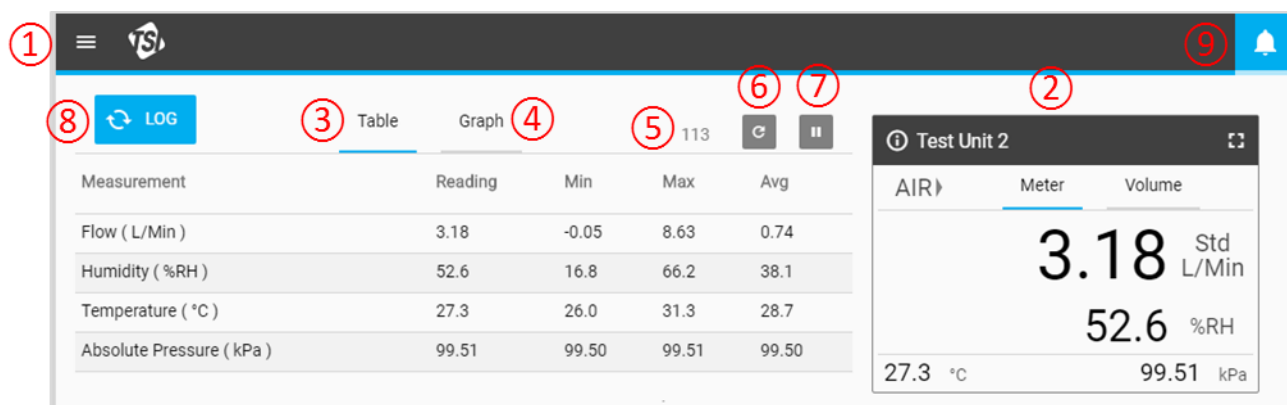 ① TSI ⑨
⑥ ⑦ ②
⑧ LOG ③ Table Graph ④ ⑤ 113
Test Unit 2
Measurement Reading Min Max Avg
AIR Meter Volume
Flow ( L/Min ) 3.18 -0.05 8.63 0.74
Humidity ( %RH ) 52.6 16.8 66.2 38.1
Temperature ( °C ) 27.3 26.0 31.3 28.7
Absolute Pressure ( kPa ) 99.51 99.50 99.51 99.50
3.18 Std L/Min
52.6 %RH
27.3 °C 99.51 kPa